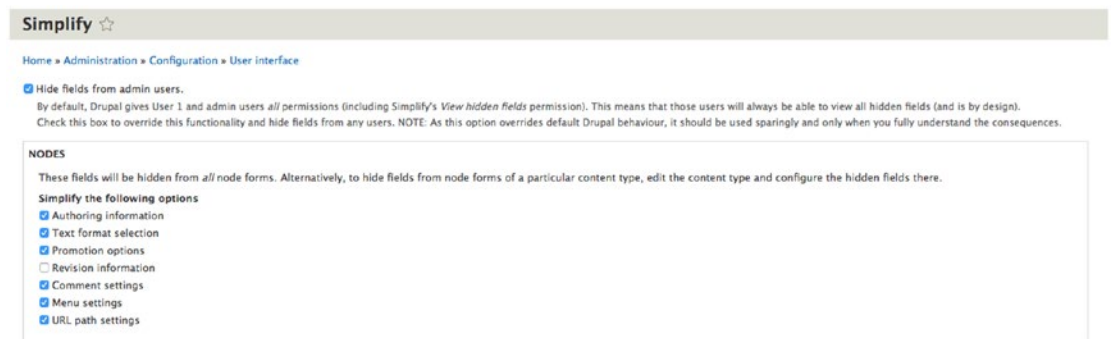 Simplify
Home » Administration » Configuration » User interface
Hide fields from admin users.
By default, Drupal gives User 1 and admin users all permissions (including Simplify's View hidden fields permission). This means that those users will always be able to view all hidden fields (and is by design).
Check this box to override this functionality and hide fields from any users. NOTE: As this option overrides default Drupal behaviour, it should be used sparingly and only when you fully understand the consequences.
NODES
These fields will be hidden from all node forms. Alternatively, to hide fields from node forms of a particular content type, edit the content type and configure the hidden fields there.
Simplify the following options
Authoring information
Text format selection
Promotion options
Revision information
Comment settings
Menu settings
URL path settings